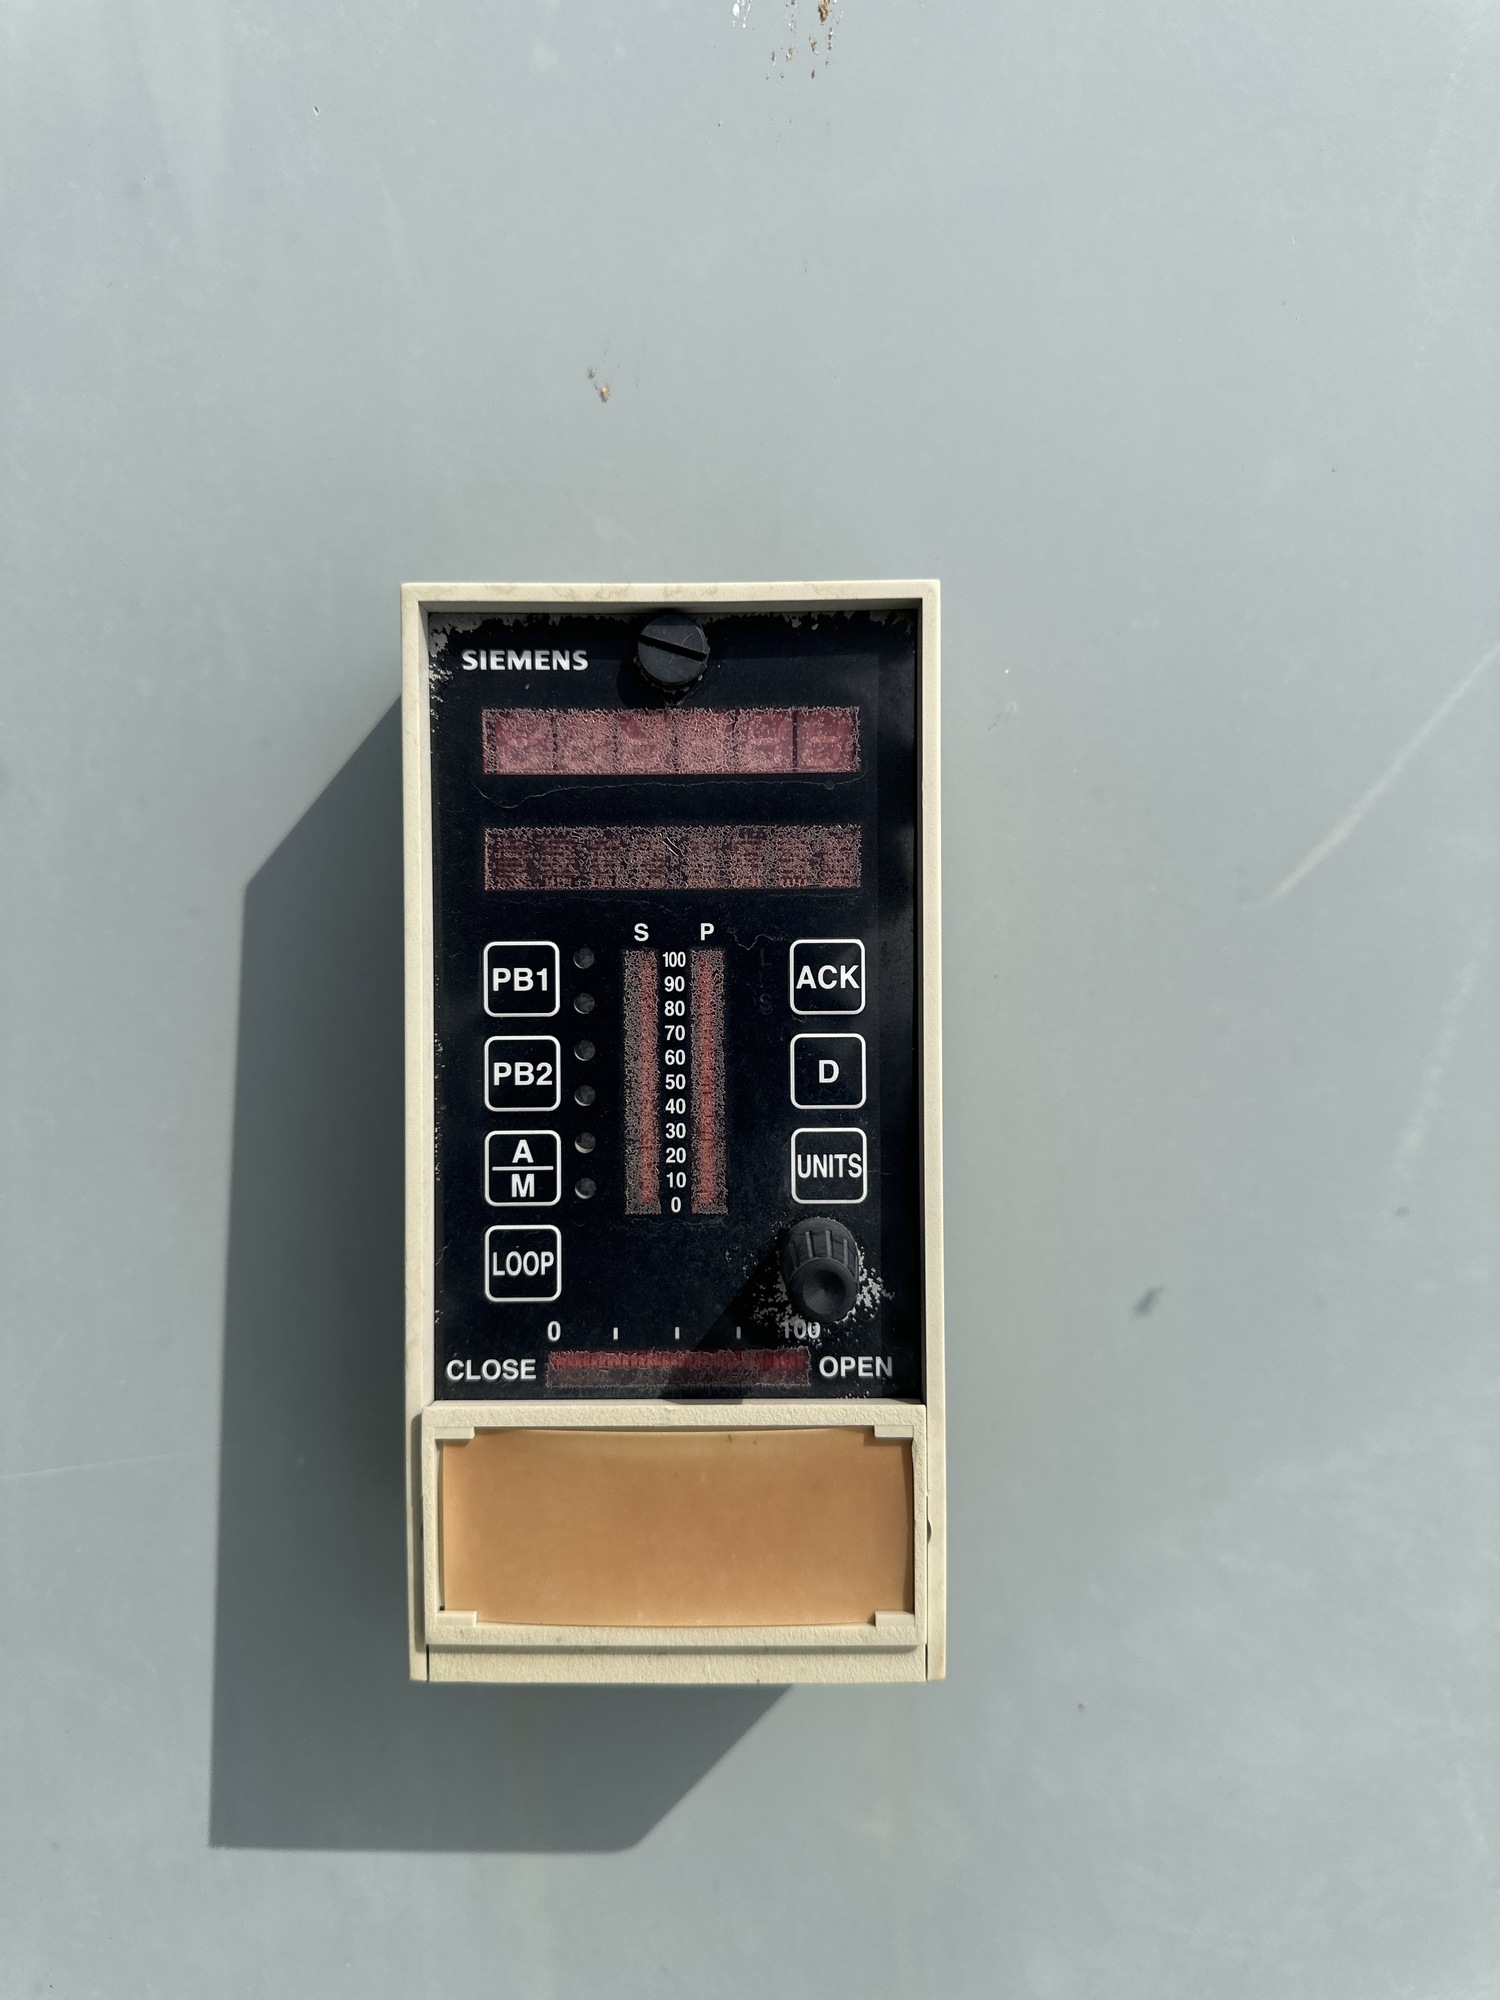 SIEMENS
S P
PB1 100 ACK
90
80
70
PB2 60 D
50
40
30
A 20 UNITS
M 10
0
LOOP
0 100
CLOSE OPEN